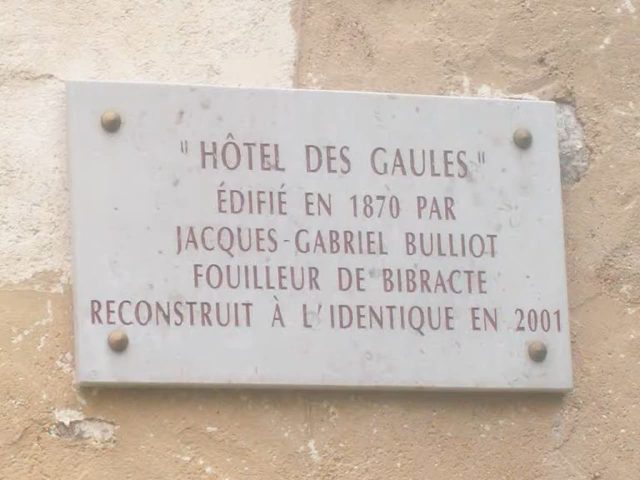 "HÔTEL DES GAULES"
ÉDIFIÉ EN 1870 PAR
JACQUES-GABRIEL BULLIOT
FOUILLEUR DE BIBRACTE
RECONSTRUIT À L'IDENTIQUE EN 2001